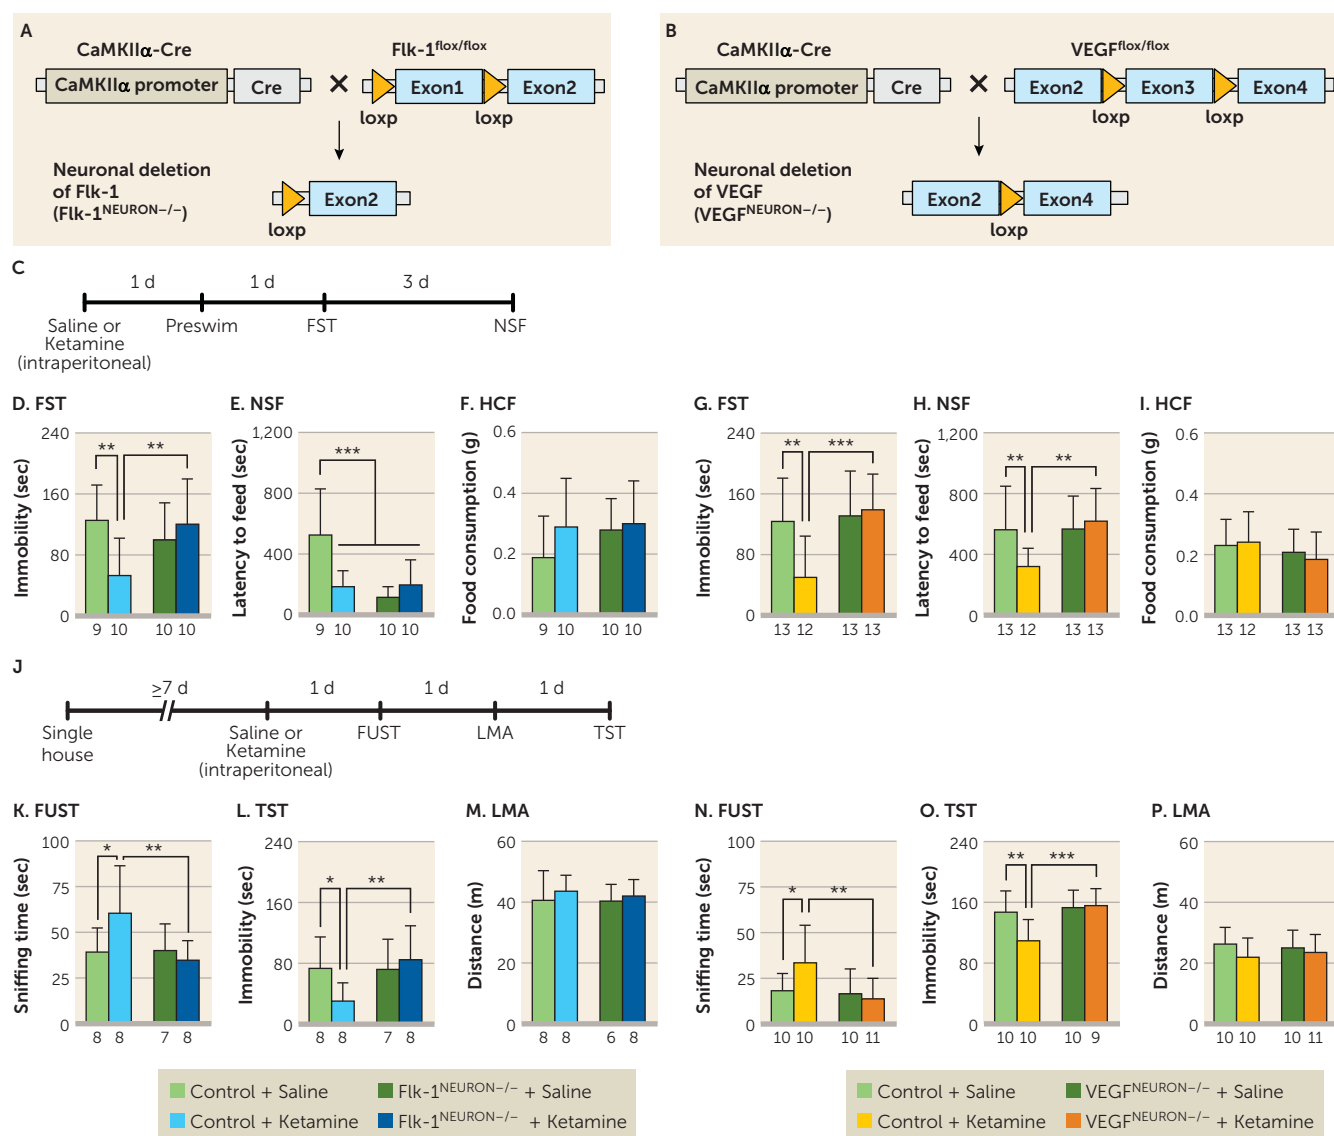 A
CaMKIIα-Cre
Flk-1flox/flox
CaMKIIα promoter
Cre
×
Exon1
Exon2
loxp
loxp
Neuronal deletion
of Flk-1
(Flk-1NEURON−/−)
Exon2
loxp
B
CaMKIIα-Cre
VEGFflox/flox
CaMKIIα promoter
Cre
×
Exon2
Exon3
Exon4
loxp
loxp
Neuronal deletion
of VEGF
(VEGFNEURON−/−)
Exon2
Exon4
loxp
C
1 d
1 d
3 d
Saline or
Ketamine
(intraperitoneal)
Preswim
FST
NSF
D. FST
Immobility (sec)
240
160
80
0
**
**
9 10 10 10
E. NSF
Latency to feed (sec)
1,200
800
400
0
***
9 10 10 10
F. HCF
Food consumption (g)
0.6
0.4
0.2
0.0
9 10 10 10
G. FST
Immobility (sec)
240
160
80
0
**
***
13 12 13 13
H. NSF
Latency to feed (sec)
1,200
800
400
0
**
**
13 12 13 13
I. HCF
Food consumption (g)
0.6
0.4
0.2
0.0
13 12 13 13
J
≥7 d
1 d
1 d
1 d
Single
house
Saline or
Ketamine
(intraperitoneal)
FUST
LMA
TST
K. FUST
Sniffing time (sec)
100
75
50
25
0
*
**
8 8 7 8
L. TST
Immobility (sec)
240
160
80
0
*
**
8 8 7 8
M. LMA
Distance (m)
60
40
20
0
8 8 6 8
N. FUST
Sniffing time (sec)
100
75
50
25
0
*
**
10 10 10 11
O. TST
Immobility (sec)
240
160
80
0
**
***
10 10 10 9
P. LMA
Distance (m)
60
40
20
0
10 10 10 11
Control + Saline
Flk-1NEURON−/− + Saline
Control + Ketamine
Flk-1NEURON−/− + Ketamine
Control + Saline
VEGFNEURON−/− + Saline
Control + Ketamine
VEGFNEURON−/− + Ketamine